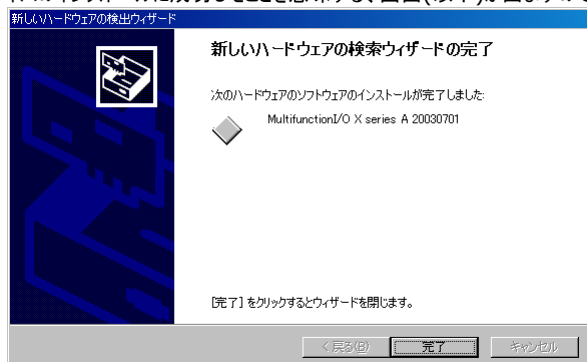 新しいハードウェアの検出ウィザード
新しいハードウェアの検索ウィザードの完了
次のハードウェアのソフトウェアのインストールが完了しました:
MultifunctionI/O X series A 20030701
[完了] をクリックするとウィザードを閉じます。
< 戻る(B)
完了
キャンセル